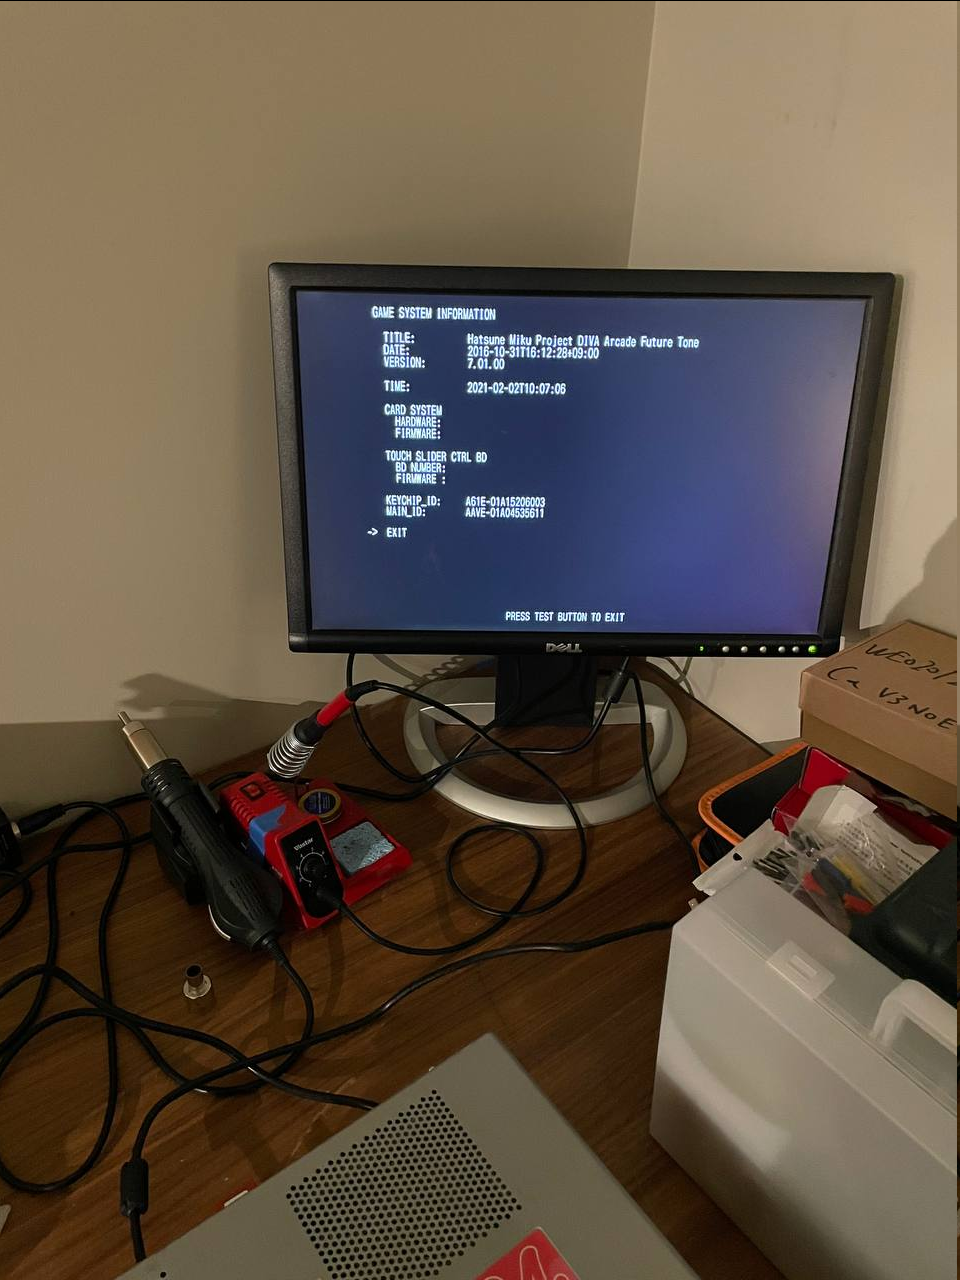 GAME SYSTEM INFORMATION
TITLE: Hatsune Miku Project DIVA Arcade Future Tone
DATE: 2016-10-31T16:12:28+09:00
VERSION: 7.01.00
TIME: 2021-02-02T10:07:06
CARD SYSTEM
HARDWARE:
FIRMWARE:
TOUCH SLIDER CTRL BD
BD NUMBER:
FIRMWARE :
KEYCHIP_ID: A61E-01A15206003
MAIN_ID: AAVE-01A04535611
-> EXIT
PRESS TEST BUTTON TO EXIT
DELL
V3 NoE